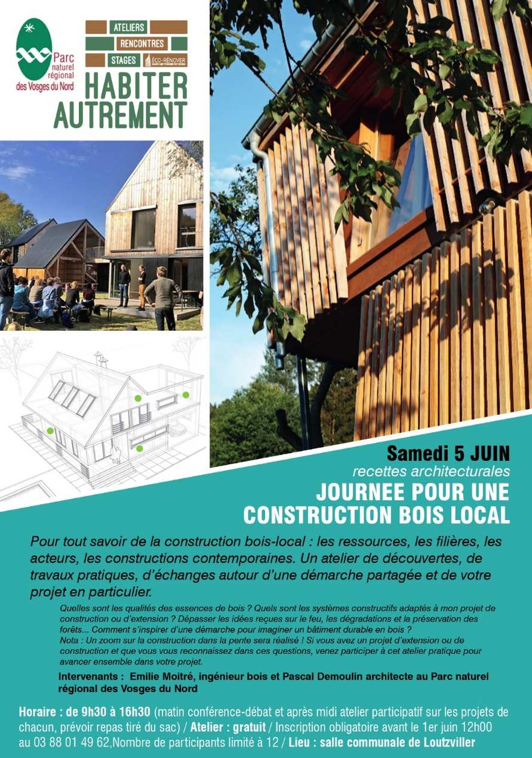 Parc
naturel
régional
des Vosges du Nord
ATELIERS
RENCONTRES
STAGES
ÉCO-RÉNOVER
HABITER
AUTREMENT
Samedi 5 JUIN
recettes architecturales
JOURNEE POUR UNE
CONSTRUCTION BOIS LOCAL
Pour tout savoir de la construction bois-local : les ressources, les filières, les
acteurs, les constructions contemporaines. Un atelier de découvertes, de
travaux pratiques, d'échanges autour d'une démarche partagée et de votre
projet en particulier.
Quelles sont les qualités des essences de bois ? Quels sont les systèmes constructifs adaptés à mon projet de
construction ou d'extension ? Dépasser les idées reçues sur le feu, les dégradations et la préservation des
forêts... Comment s'inspirer d'une démarche pour imaginer un bâtiment durable en bois ?
Nota : Un zoom sur la construction dans la pente sera réalisé ! Si vous avez un projet d'extension ou de
construction et que vous vous reconnaissez dans ces questions, venez participer à cet atelier pratique pour
avancer ensemble dans votre projet.
Intervenants : Emilie Moitré, ingénieur bois et Pascal Demoulin architecte au Parc naturel
régional des Vosges du Nord
Horaire : de 9h30 à 16h30 (matin conférence-débat et après midi atelier participatif sur les projets de
chacun, prévoir repas tiré du sac) / Atelier : gratuit / Inscription obligatoire avant le 1er juin 12h00
au 03 88 01 49 62,Nombre de participants limité à 12 / Lieu : salle communale de Loutzviller